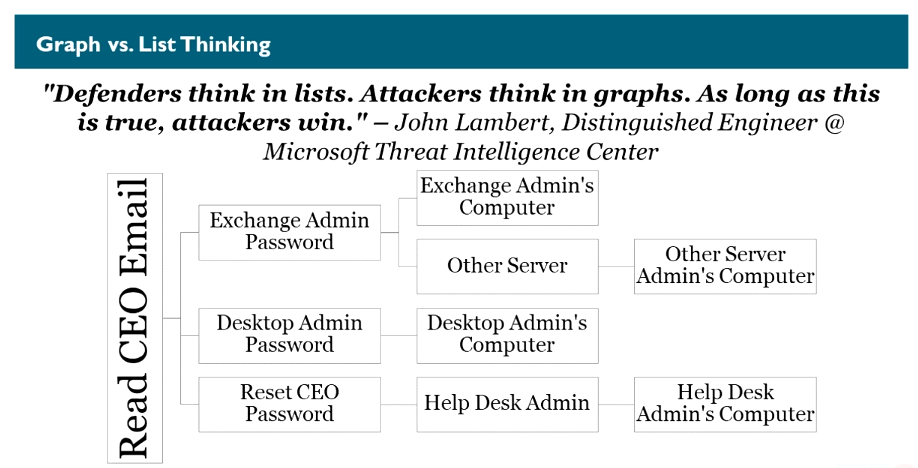 Graph vs. List Thinking
"Defenders think in lists. Attackers think in graphs. As long as this
is true, attackers win." – John Lambert, Distinguished Engineer @
Microsoft Threat Intelligence Center
Read CEO Email
Exchange Admin
Password
Exchange Admin's
Computer
Other Server
Other Server
Admin's Computer
Desktop Admin
Password
Desktop Admin's
Computer
Reset CEO
Password
Help Desk Admin
Help Desk
Admin's Computer